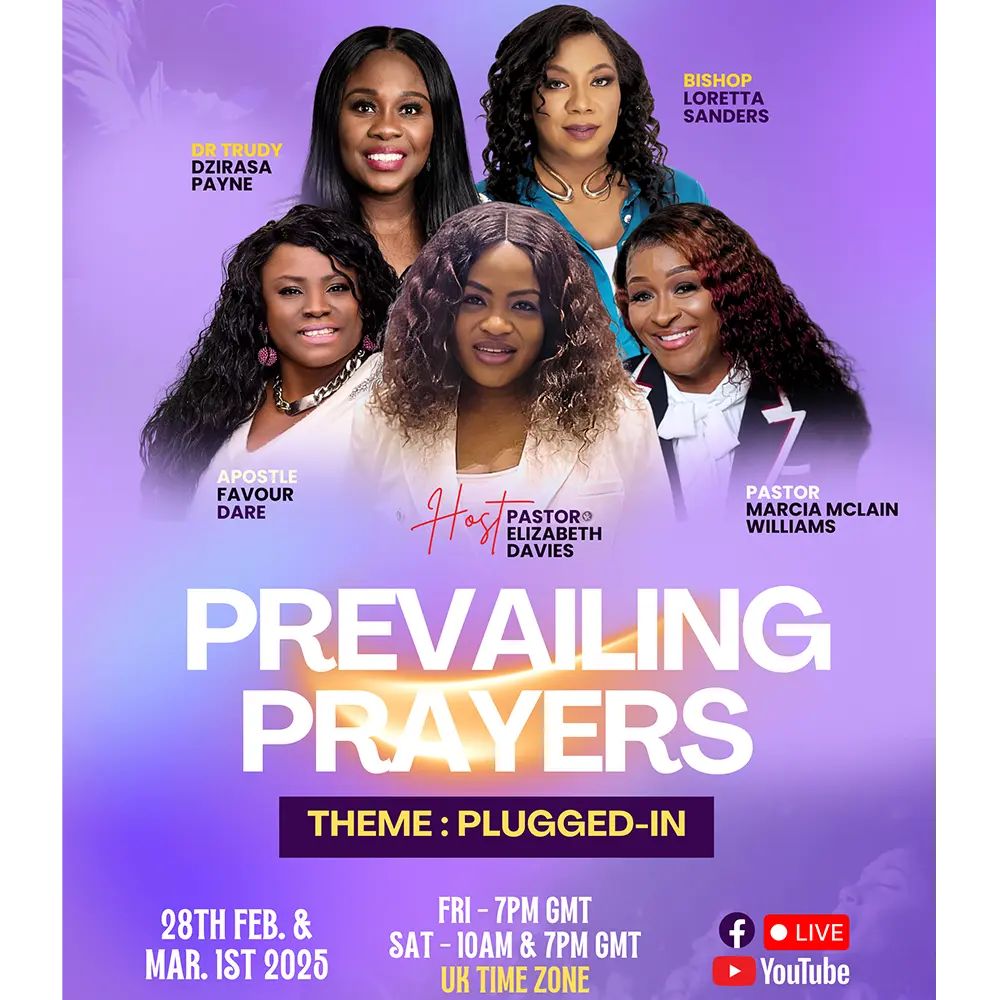 DR TRUDY
DZIRASA
PAYNE
BISHOP
LORETTA
SANDERS
APOSTLE
FAVOUR
DARE
Host
PASTOR
ELIZABETH
DAVIES
PASTOR
MARCIA MCLAIN
WILLIAMS
PREVAILING
PRAYERS
THEME : PLUGGED-IN
28TH FEB. &
MAR. 1ST 2025
FRI - 7PM GMT
SAT - 10AM & 7PM GMT
UK TIME ZONE
LIVE
YouTube